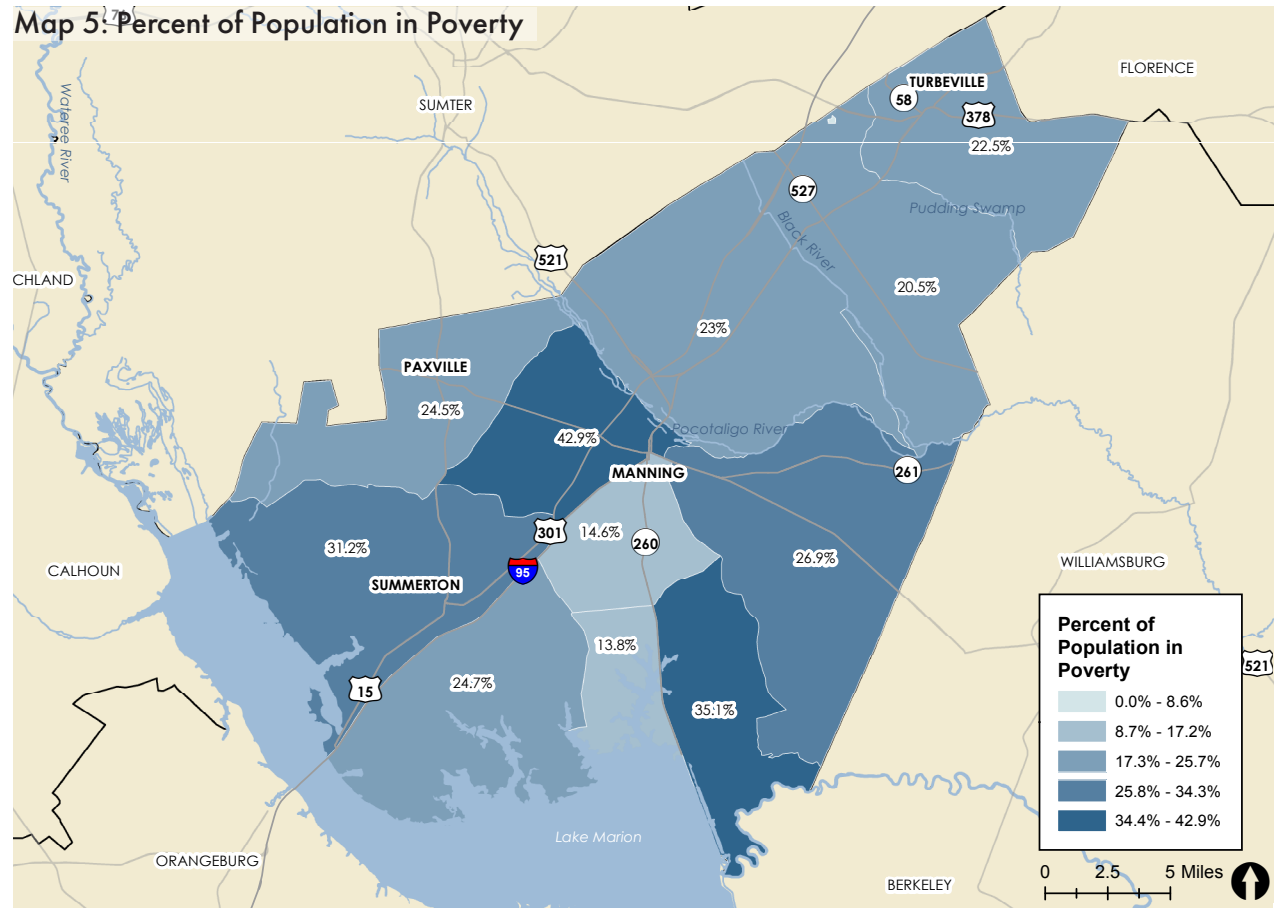 Map 5: Percent of Population in Poverty
FLORENCE
TURBEVILLE
58
378
SUMTER
22.5%
Wateree River
527
Pudding Swamp
Black River
521
CHLAND
20.5%
23%
PAXVILLE
24.5%
Pocotaligo River
42.9%
MANNING
261
301
14.6%
260
31.2%
26.9%
CALHOUN
95
SUMMERTON
WILLIAMSBURG
13.8%
521
15
24.7%
35.1%
Lake Marion
ORANGEBURG
BERKELEY
Percent of
Population in
Poverty
0.0% - 8.6%
8.7% - 17.2%
17.3% - 25.7%
25.8% - 34.3%
34.4% - 42.9%
0 2.5 5 Miles